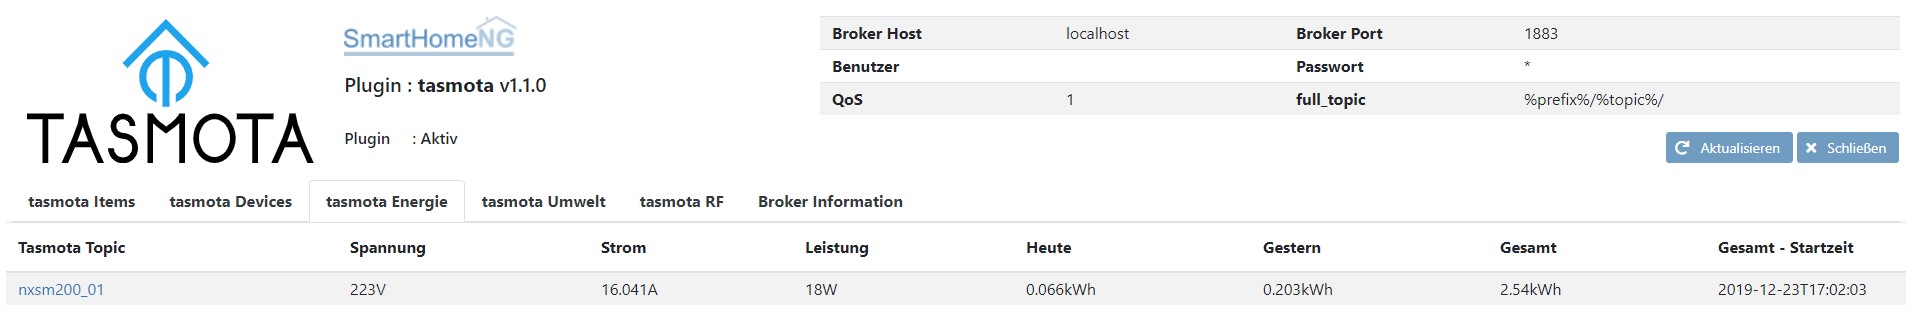 TASMOTA
SmartHomeNG
Plugin : tasmota v1.1.0
Plugin : Aktiv
Broker Host localhost Broker Port 1883
Benutzer Passwort *
QoS 1 full_topic %prefix%/%topic%/
Aktualisieren Schließen
tasmota Items tasmota Devices tasmota Energie tasmota Umwelt tasmota RF Broker Information
Tasmota Topic Spannung Strom Leistung Heute Gestern Gesamt Gesamt - Startzeit
nxsm200_01 223V 16.041A 18W 0.066kWh 0.203kWh 2.54kWh 2019-12-23T17:02:03